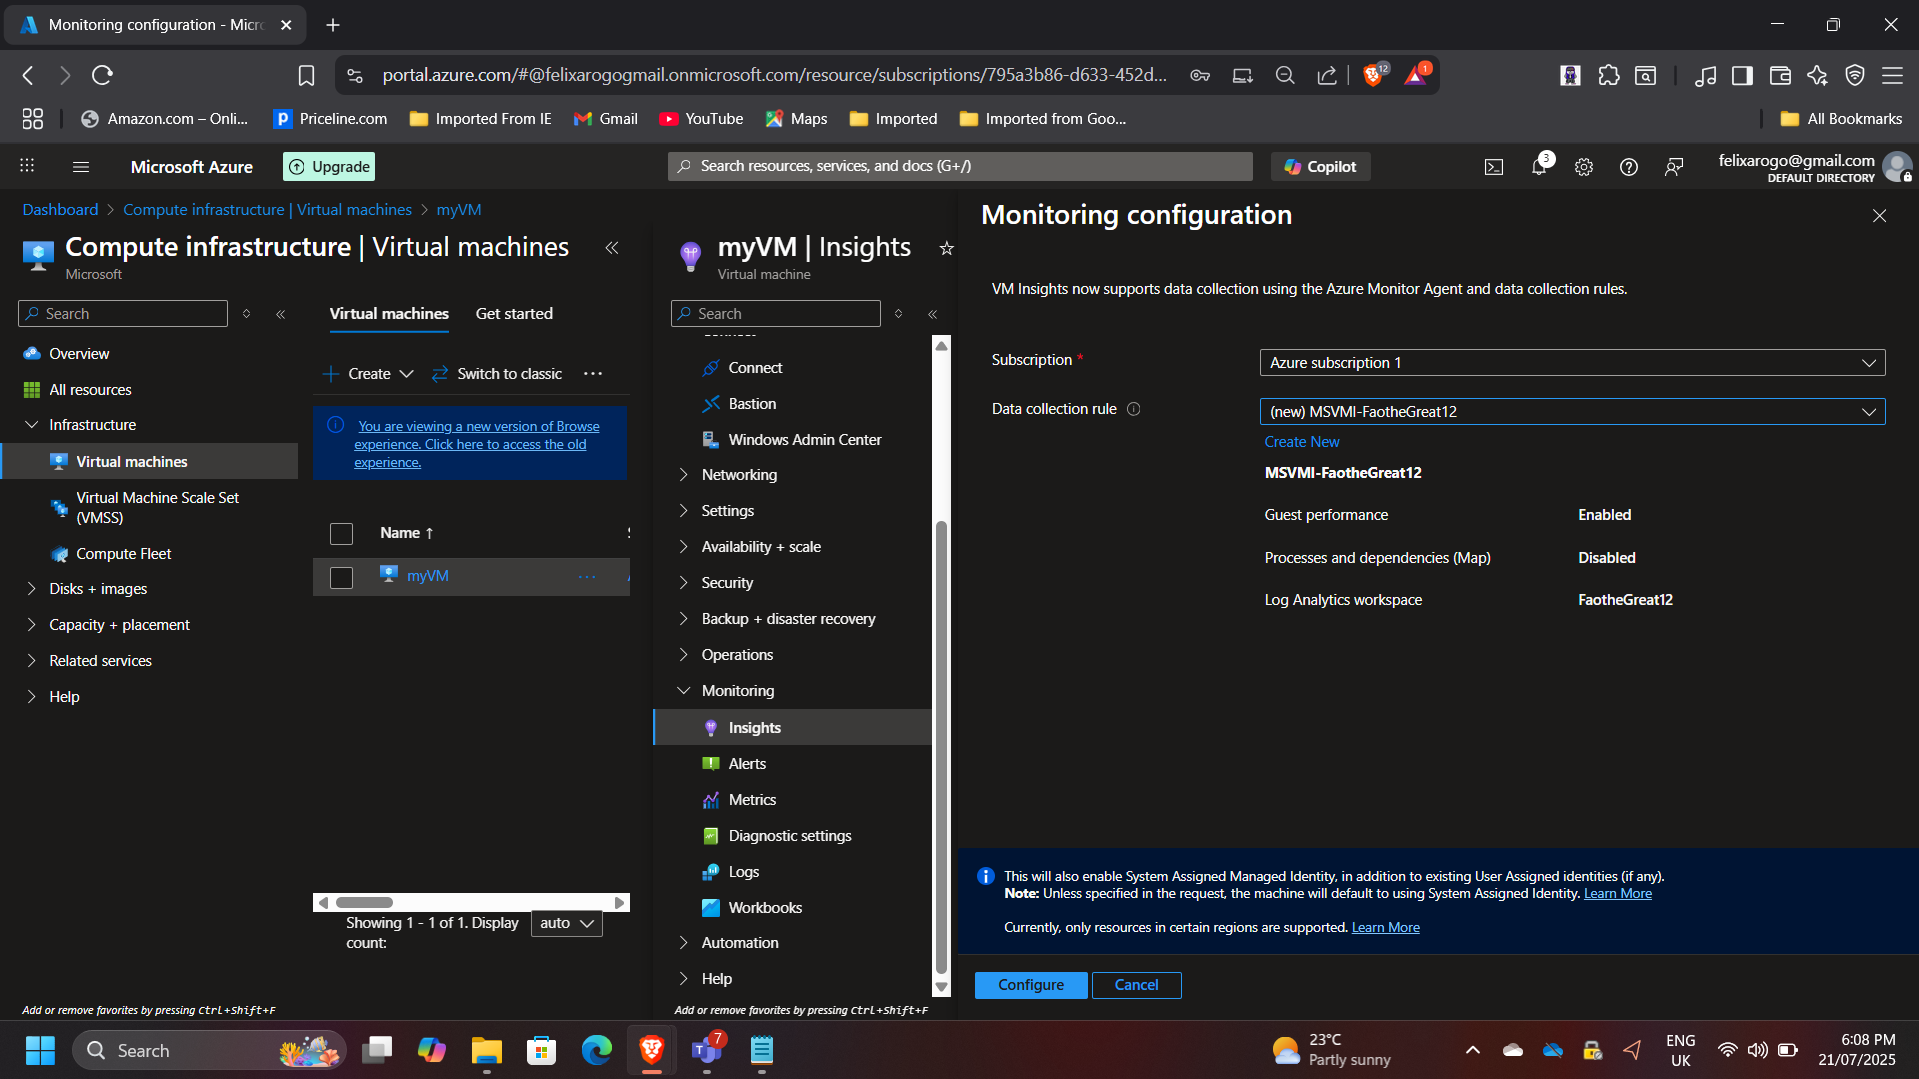 Monitoring configuration - Micr
portal.azure.com/#@felixarogogmail.onmicrosoft.com/resource/subscriptions/795a3b86-d633-452d...
12
1
Amazon.com – Onli...
Priceline.com
Imported From IE
Gmail
YouTube
Maps
Imported
Imported from Goo...
All Bookmarks
Microsoft Azure
Upgrade
Search resources, services, and docs (G+/)
Copilot
3
felixarogo@gmail.com
DEFAULT DIRECTORY
Dashboard > Compute infrastructure | Virtual machines > myVM
Compute infrastructure | Virtual machines
Microsoft
Search
Overview
All resources
Infrastructure
Virtual machines
Virtual Machine Scale Set
(VMSS)
Compute Fleet
Disks + images
Capacity + placement
Related services
Help
Add or remove favorites by pressing Ctrl+Shift+F
Virtual machines
Get started
Create
Switch to classic
You are viewing a new version of Browse
experience. Click here to access the old
experience.
Name ↑
myVM
Showing 1 - 1 of 1. Display
count:
auto
myVM | Insights
Virtual machine
Search
Connect
Bastion
Windows Admin Center
Networking
Settings
Availability + scale
Security
Backup + disaster recovery
Operations
Monitoring
Insights
Alerts
Metrics
Diagnostic settings
Logs
Workbooks
Automation
Help
Add or remove favorites by pressing Ctrl+Shift+F
Monitoring configuration
VM Insights now supports data collection using the Azure Monitor Agent and data collection rules.
Subscription *
Azure subscription 1
Data collection rule
(new) MSVMI-FaotheGreat12
Create New
MSVMI-FaotheGreat12
Guest performance
Enabled
Processes and dependencies (Map)
Disabled
Log Analytics workspace
FaotheGreat12
This will also enable System Assigned Managed Identity, in addition to existing User Assigned identities (if any).
Note: Unless specified in the request, the machine will default to using System Assigned Identity. Learn More
Currently, only resources in certain regions are supported. Learn More
Configure
Cancel
Search
7
23°C
Partly sunny
ENG
UK
6:08 PM
21/07/2025